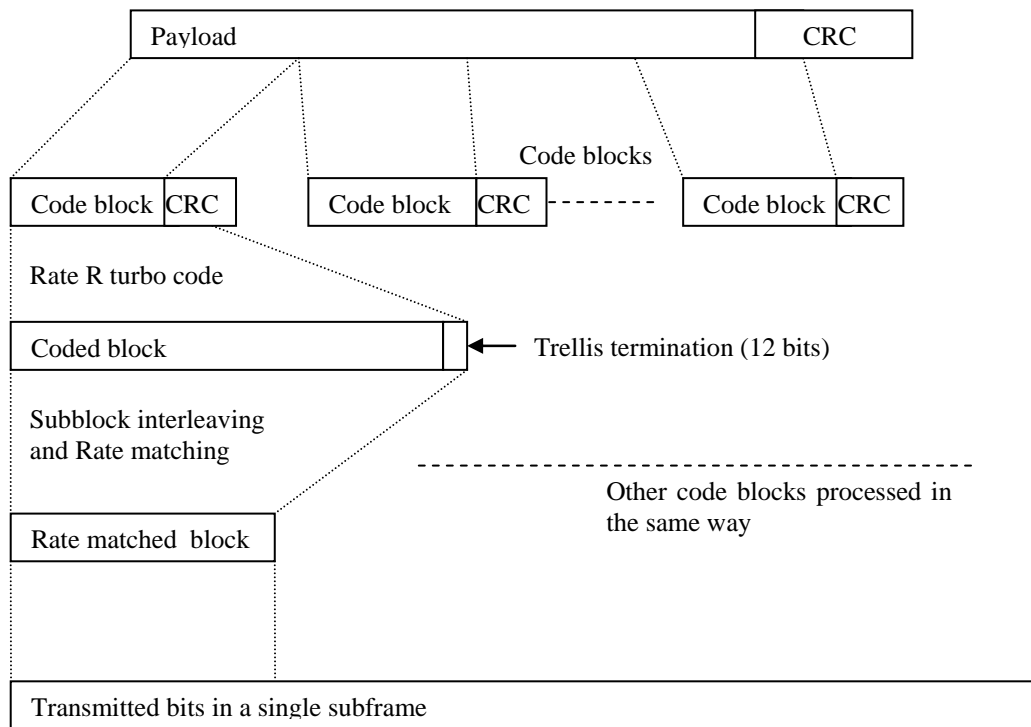 Payload
CRC
Code blocks
Code block
CRC
Code block
CRC
Code block
CRC
Rate R turbo code
Coded block
Trellis termination (12 bits)
Subblock interleaving
and Rate matching
Other code blocks processed in
the same way
Rate matched block
Transmitted bits in a single subframe